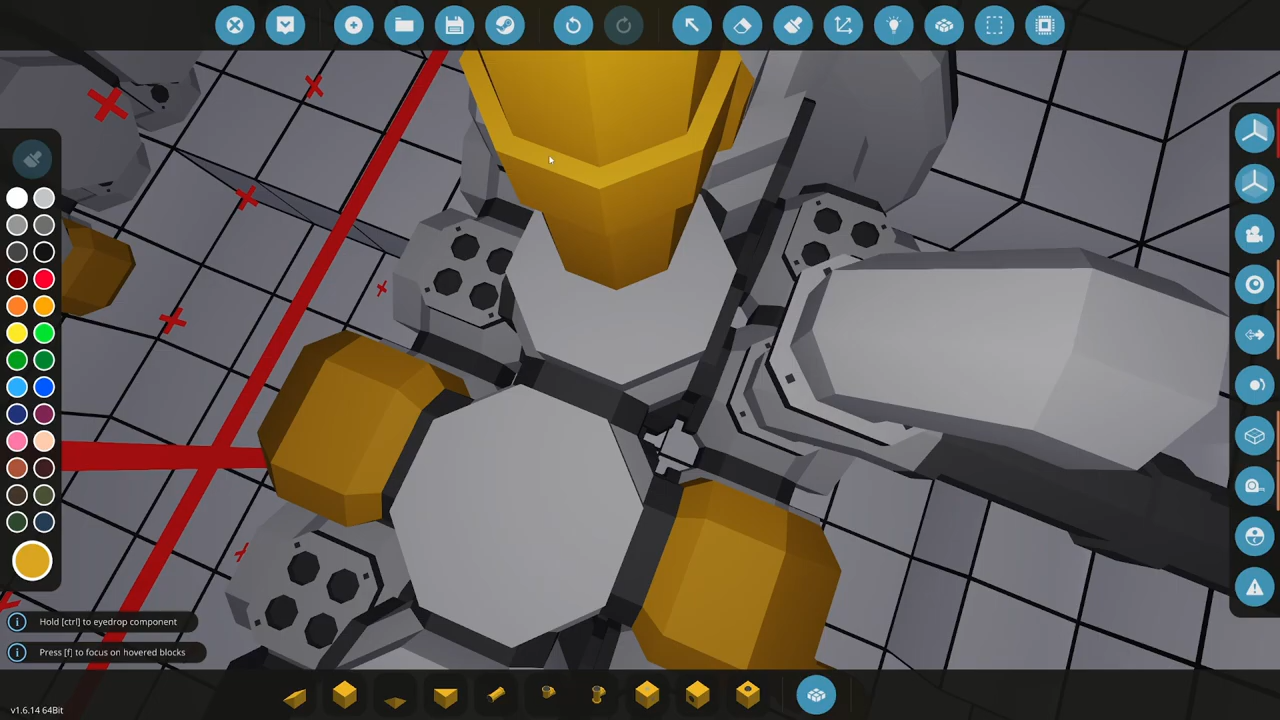 Hold [ctrl] to eyedrop component
Press [f] to focus on hovered blocks
v1.6.14 64Bit